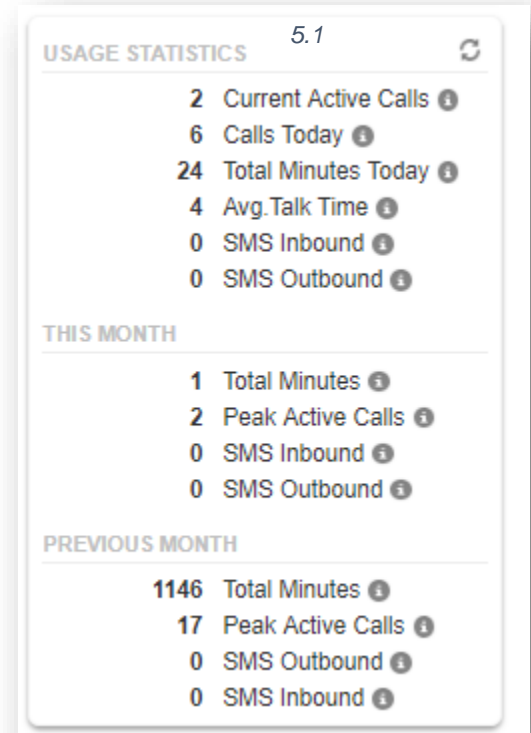 5.1
USAGE STATISTICS
2 Current Active Calls
6 Calls Today
24 Total Minutes Today
4 Avg.Talk Time
0 SMS Inbound
0 SMS Outbound
THIS MONTH
1 Total Minutes
2 Peak Active Calls
0 SMS Inbound
0 SMS Outbound
PREVIOUS MONTH
1146 Total Minutes
17 Peak Active Calls
0 SMS Outbound
0 SMS Inbound